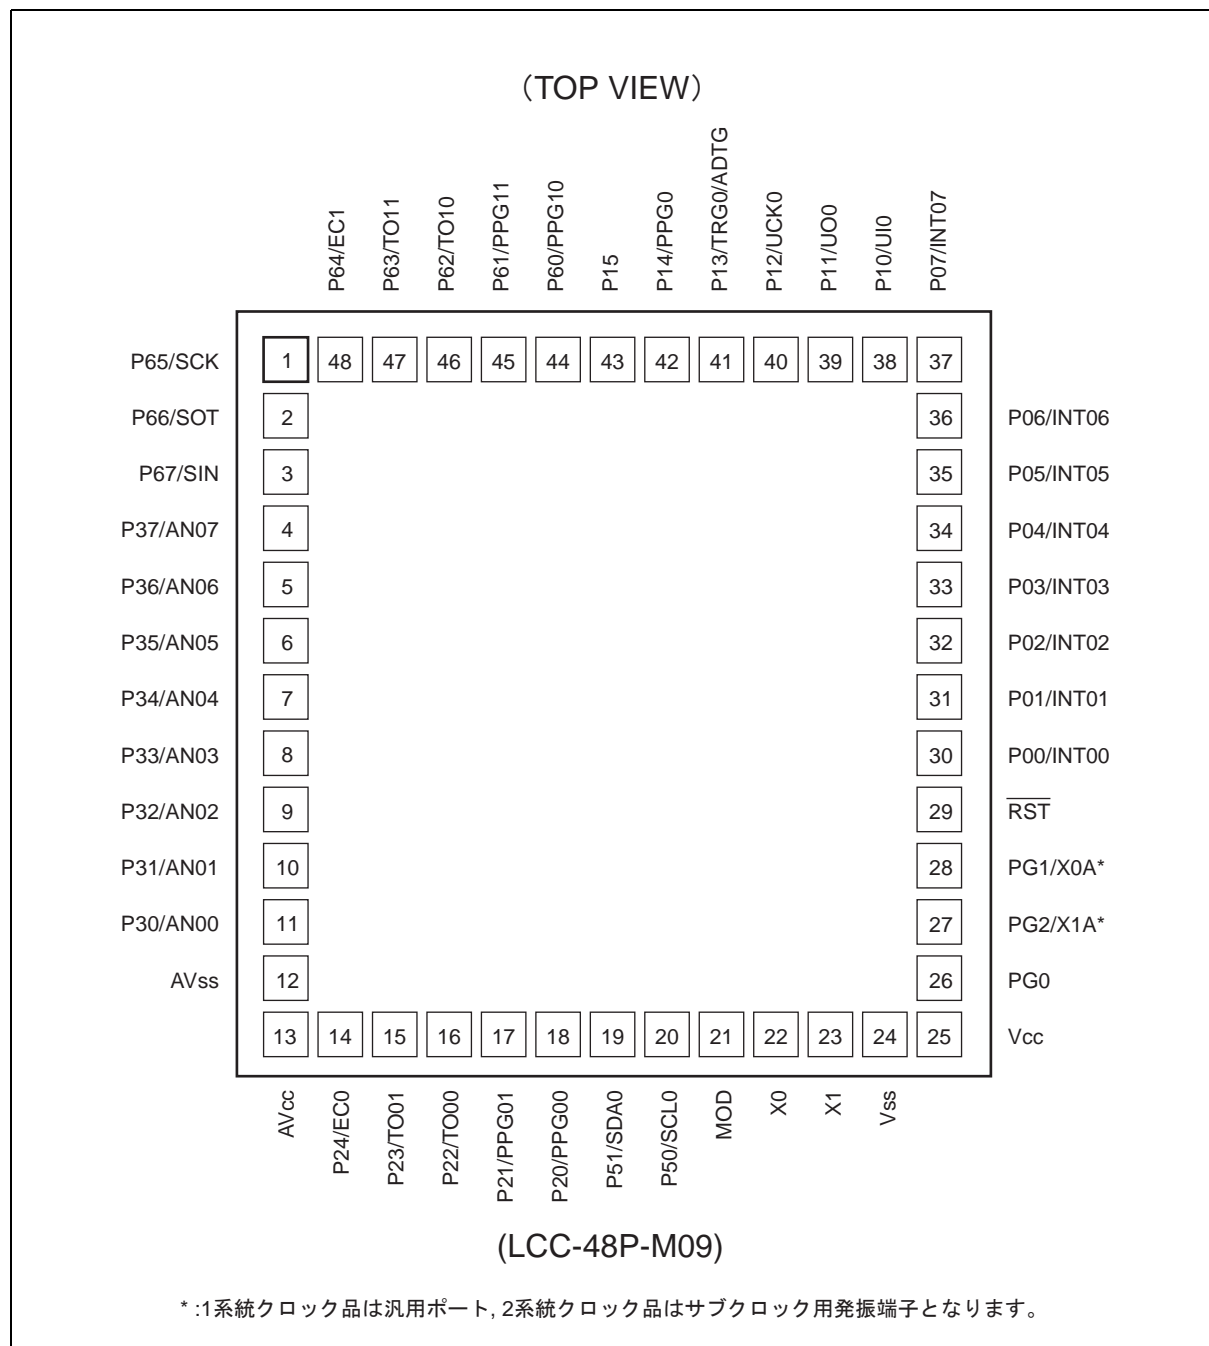 （TOP VIEW）
P64/EC1
P63/TO11
P62/TO10
P61/PPG11
P60/PPG10
P15
P14/PPG0
P13/TRG0/ADTG
P12/UCK0
P11/UO0
P10/UI0
P07/INT07
P65/SCK 1 48 47 46 45 44 43 42 41 40 39 38 37
P66/SOT 2 36 P06/INT06
P67/SIN 3 35 P05/INT05
P37/AN07 4 34 P04/INT04
P36/AN06 5 33 P03/INT03
P35/AN05 6 32 P02/INT02
P34/AN04 7 31 P01/INT01
P33/AN03 8 30 P00/INT00
P32/AN02 9 29 RST
P31/AN01 10 28 PG1/X0A*
P30/AN00 11 27 PG2/X1A*
AVss 12 26 PG0
13 14 15 16 17 18 19 20 21 22 23 24 25 Vcc
AVcc
P24/EC0
P23/TO01
P22/TO00
P21/PPG01
P20/PPG00
P51/SDA0
P50/SCL0
MOD
X0
X1
Vss
(LCC-48P-M09)
* :1系統クロック品は汎用ポート, 2系統クロック品はサブクロック用発振端子となります。